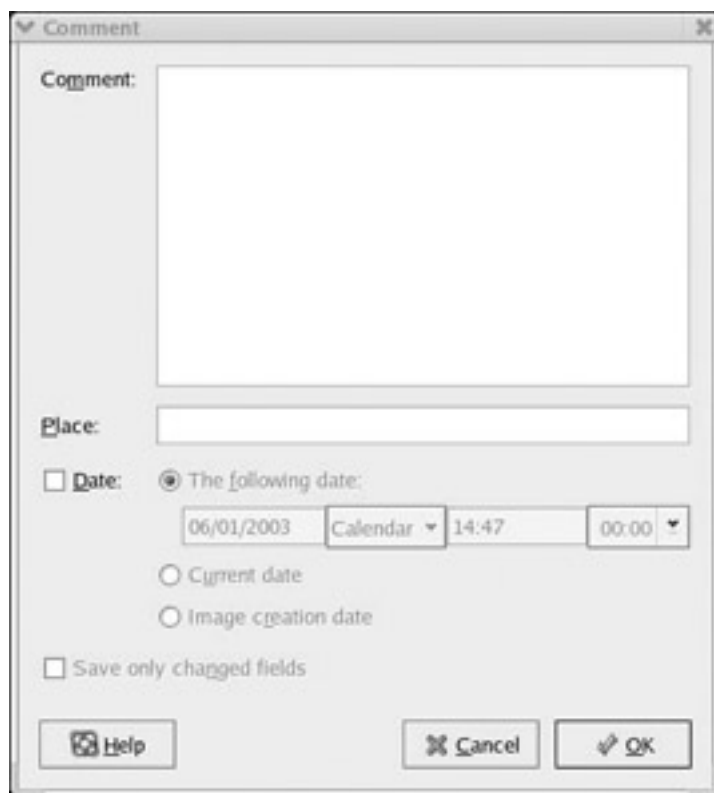 Comment
Comment:
Place:
Date:
The following date:
06/01/2003 Calendar 14:47 00:00
Current date
Image creation date
Save only changed fields
Help Cancel OK